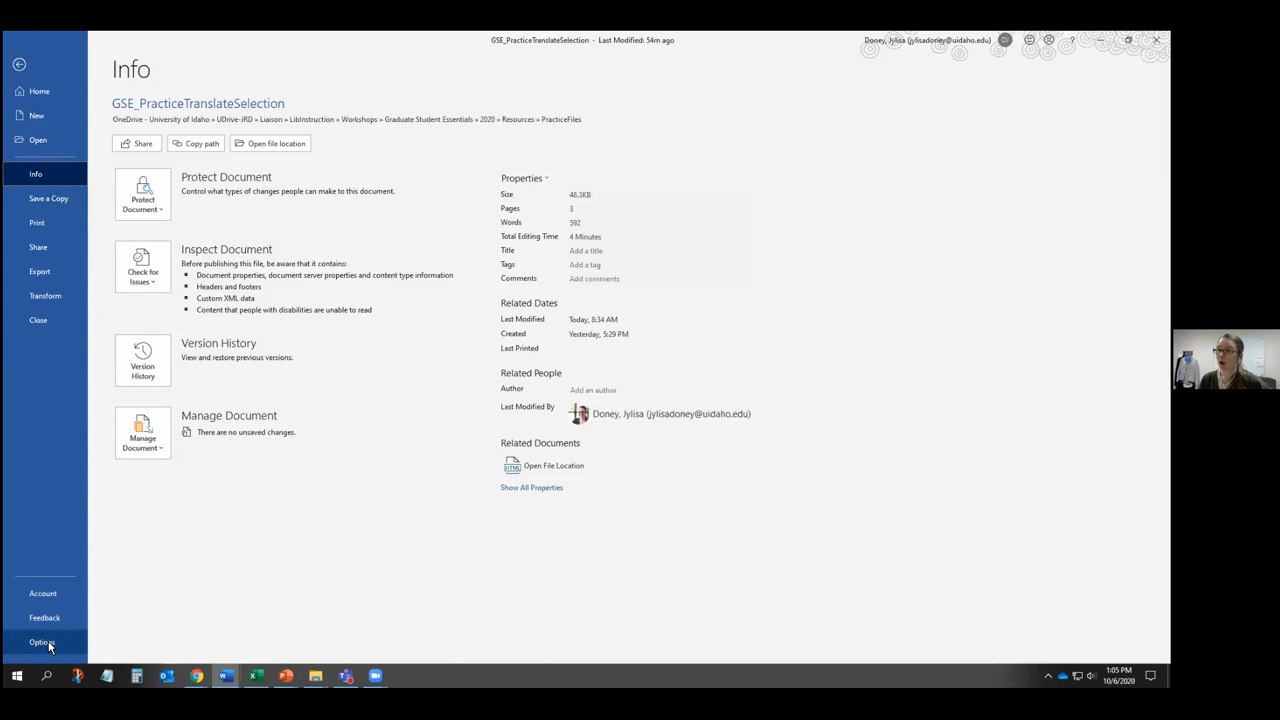 GSE_PracticeTranslateSelection - Last Modified: 54m ago
Doney, Jylisa (jylisadoney@uidaho.edu)
DJ
?
Info
Home
New
Open
Info
Save a Copy
Print
Share
Export
Transform
Close
Account
Feedback
Options
GSE_PracticeTranslateSelection
OneDrive - University of Idaho » UDrive-JRD » Liaison » LibInstruction » Workshops » Graduate Student Essentials » 2020 » Resources » PracticeFiles
Share
Copy path
Open file location
Protect Document
Protect Document
Control what types of changes people can make to this document.
Check for Issues
Inspect Document
Before publishing this file, be aware that it contains:
Document properties, document server properties and content type information
Headers and footers
Custom XML data
Content that people with disabilities are unable to read
Version History
Version History
View and restore previous versions.
Manage Document
Manage Document
There are no unsaved changes.
Properties
Size 48.3KB
Pages 3
Words 592
Total Editing Time 4 Minutes
Title Add a title
Tags Add a tag
Comments Add comments
Related Dates
Last Modified Today, 8:34 AM
Created Yesterday, 5:29 PM
Last Printed
Related People
Author Add an author
Last Modified By Doney, Jylisa (jylisadoney@uidaho.edu)
Related Documents
HTML Open File Location
Show All Properties
1:05 PM
10/6/2020